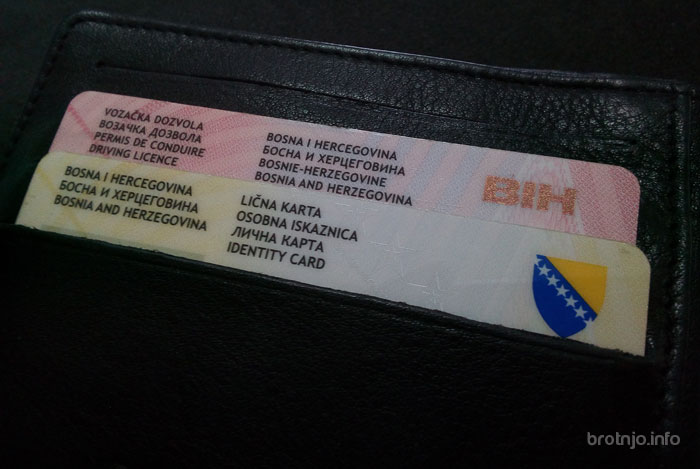 VOZAČKA DOZVOLA
ВОЗАЧКА ДОЗВОЛА
PERMIS DE CONDUIRE
DRIVING LICENCE
BOSNA I HERCEGOVINA
БОСНА И ХЕРЦЕГОВИНА
BOSNIE-HERZEGOVINE
BOSNIA AND HERZEGOVINA
BIH
BOSNA I HERCEGOVINA
БОСНА И ХЕРЦЕГОВИНА
BOSNIA AND HERZEGOVINA
LIČNA KARTA
OSOBNA ISKAZNICA
ЛИЧНА КАРТА
IDENTITY CARD
brotnjo.info